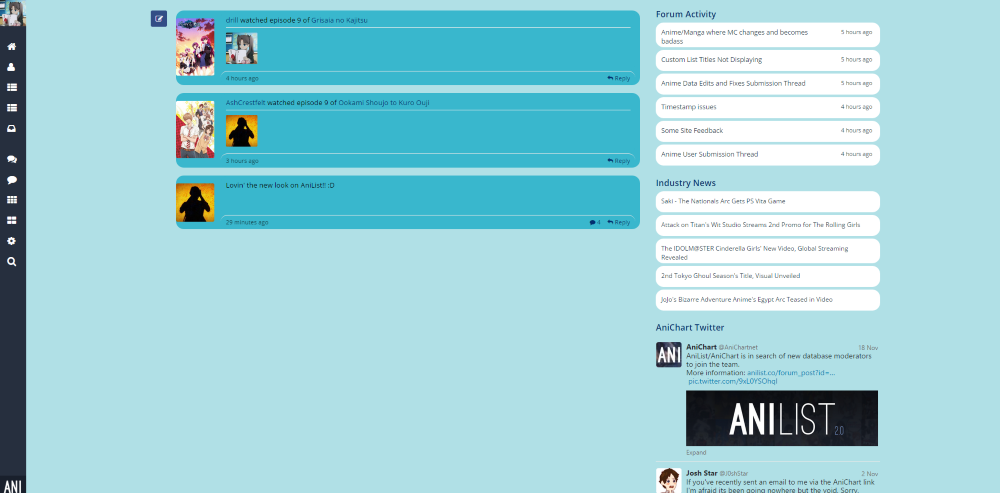 drill watched episode 9 of Grisaia no Kajitsu
4 hours ago
Reply
AshCrestfelt watched episode 9 of Ookami Shoujo to Kuro Ouji
3 hours ago
Reply
Lovin' the new look on AniList!! :D
29 minutes ago
4
Reply
Forum Activity
Anime/Manga where MC changes and becomes
badass
5 hours ago
Custom List Titles Not Displaying
5 hours ago
Anime Data Edits and Fixes Submission Thread
5 hours ago
Timestamp issues
4 hours ago
Some Site Feedback
4 hours ago
Anime User Submission Thread
4 hours ago
Industry News
Saki - The Nationals Arc Gets PS Vita Game
Attack on Titan's Wit Studio Streams 2nd Promo for The Rolling Girls
The IDOLM@STER Cinderella Girls' New Video, Global Streaming
Revealed
2nd Tokyo Ghoul Season's Title, Visual Unveiled
JoJo's Bizarre Adventure Anime's Egypt Arc Teased in Video
AniChart Twitter
ANI
AniChart @AniChartnet
18 Nov
AniList/AniChart is in search of new database moderators
to join the team.
More information: anilist.co/forum_post?id=...
pic.twitter.com/9xL0YSOhql
ANILIST 2.0
Expand
Josh Star @J0shStar
2 Nov
If you've recently sent an email to me via the AniChart link
I'm afraid its been going nowhere but the void. Sorry.
ANI